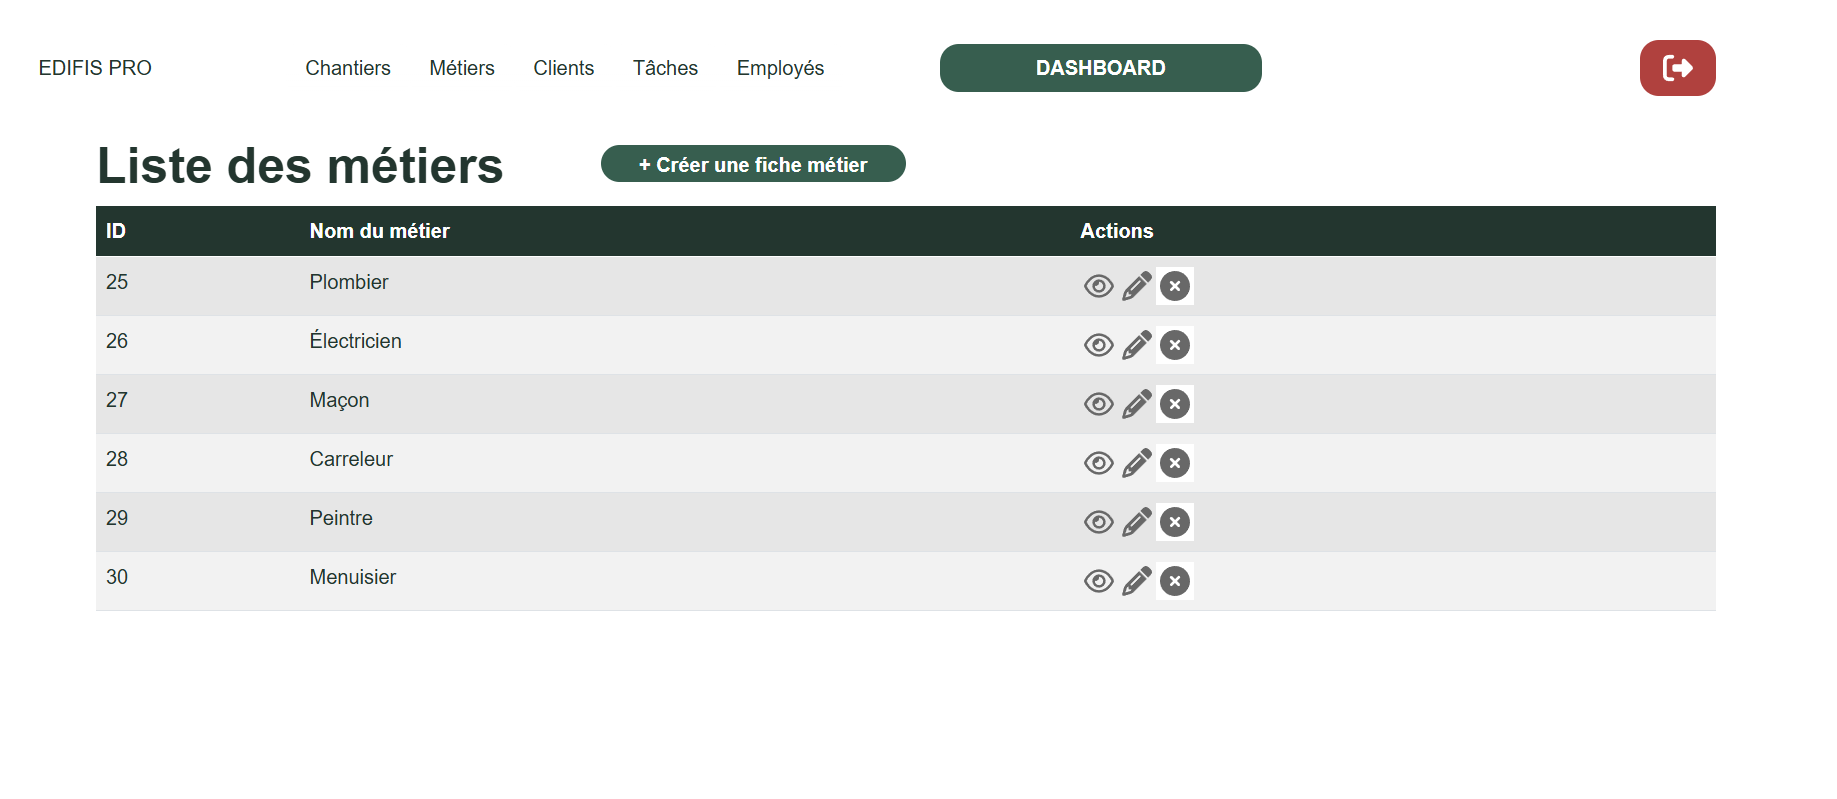 EDIFIS PRO Chantiers Métiers Clients Tâches Employés DASHBOARD
Liste des métiers + Créer une fiche métier
ID Nom du métier Actions
25 Plombier
26 Électricien
27 Maçon
28 Carreleur
29 Peintre
30 Menuisier